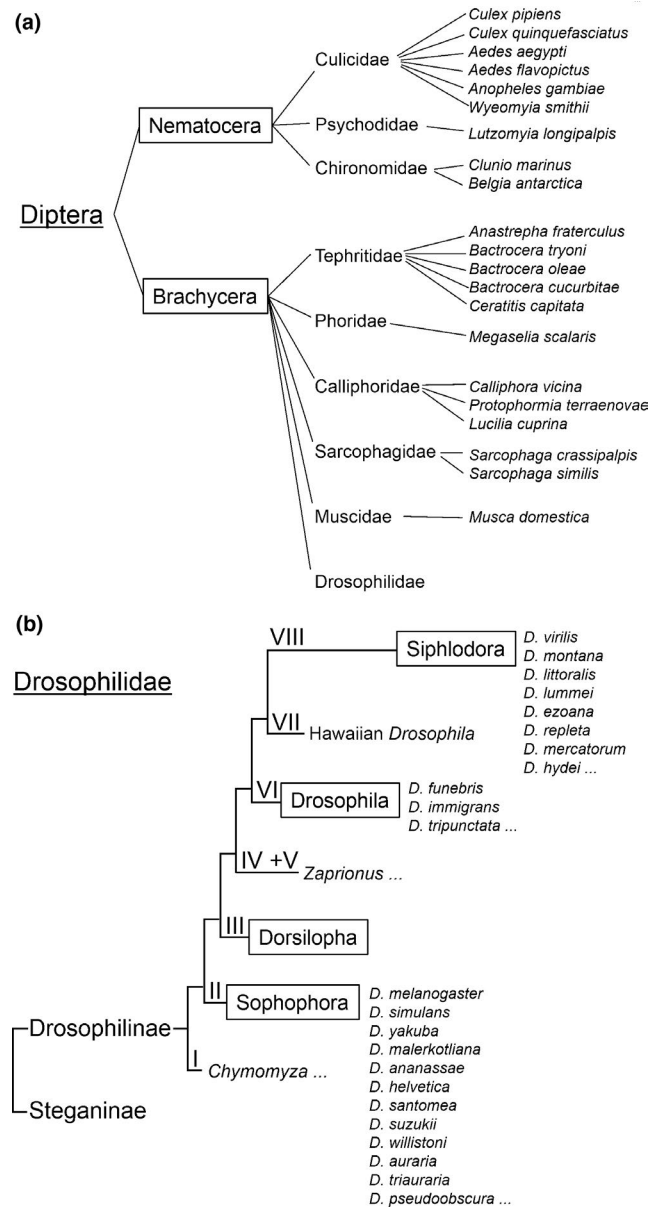 (a)
Diptera
Nematocera
Culicidae
Culex pipiens
Culex quinquefasciatus
Aedes aegypti
Aedes flavopictus
Anopheles gambiae
Wyeomyia smithii
Psychodidae
Lutzomyia longipalpis
Chironomidae
Clunio marinus
Belgia antarctica
Brachycera
Tephritidae
Anastrepha fraterculus
Bactrocera tryoni
Bactrocera oleae
Bactrocera cucurbitae
Ceratitis capitata
Phoridae
Megaselia scalaris
Calliphoridae
Calliphora vicina
Protophormia terraenovae
Lucilia cuprina
Sarcophagidae
Sarcophaga crassipalpis
Sarcophaga similis
Muscidae
Musca domestica
Drosophilidae
(b)
Drosophilidae
VIII
Siphlodora
D. virilis
D. montana
D. littoralis
D. lummei
D. ezoana
D. repleta
D. mercatorum
D. hydei ...
VII
Hawaiian Drosophila
VI
Drosophila
D. funebris
D. immigrans
D. tripunctata ...
IV +V
Zaprionus ...
III
Dorsilopha
II
Sophophora
D. melanogaster
D. simulans
D. yakuba
D. malerkotliana
D. ananassae
D. helvetica
D. santomea
D. suzukii
D. willistoni
D. auraria
D. triauraria
D. pseudoobscura ...
Drosophilinae
I
Chymomyza ...
Steganinae